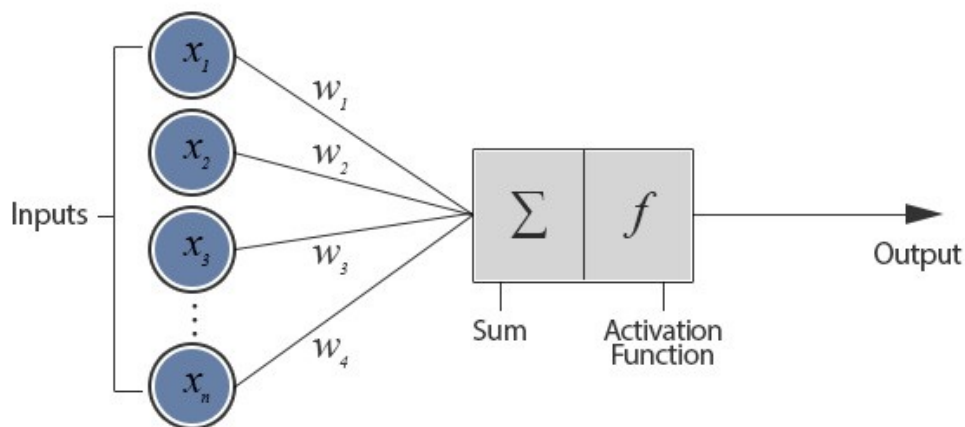 x₁
w₁
x₂
w₂
Inputs
Σ
f
x₃
w₃
Output
Sum
Activation
Function
w₄
xₙ